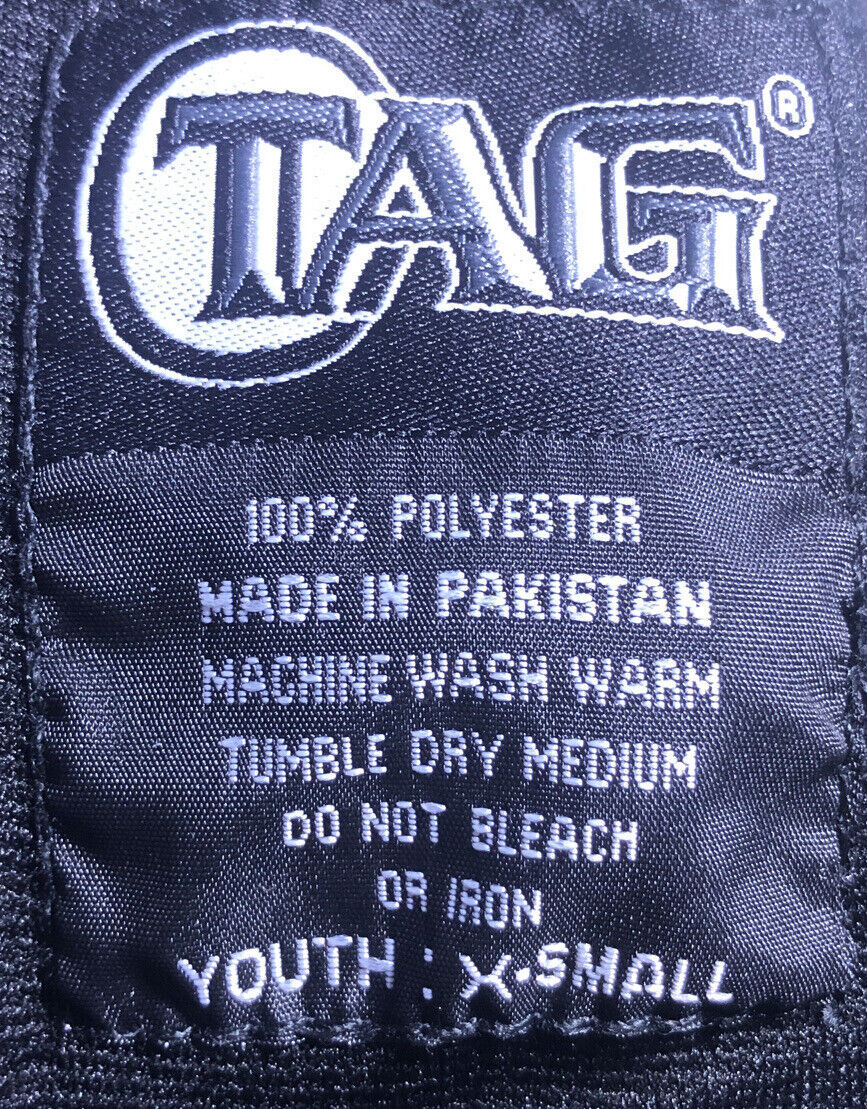 TAG®
100% POLYESTER
MADE IN PAKISTAN
MACHINE WASH WARM
TUMBLE DRY MEDIUM
DO NOT BLEACH
OR IRON
YOUTH : X-SMALL